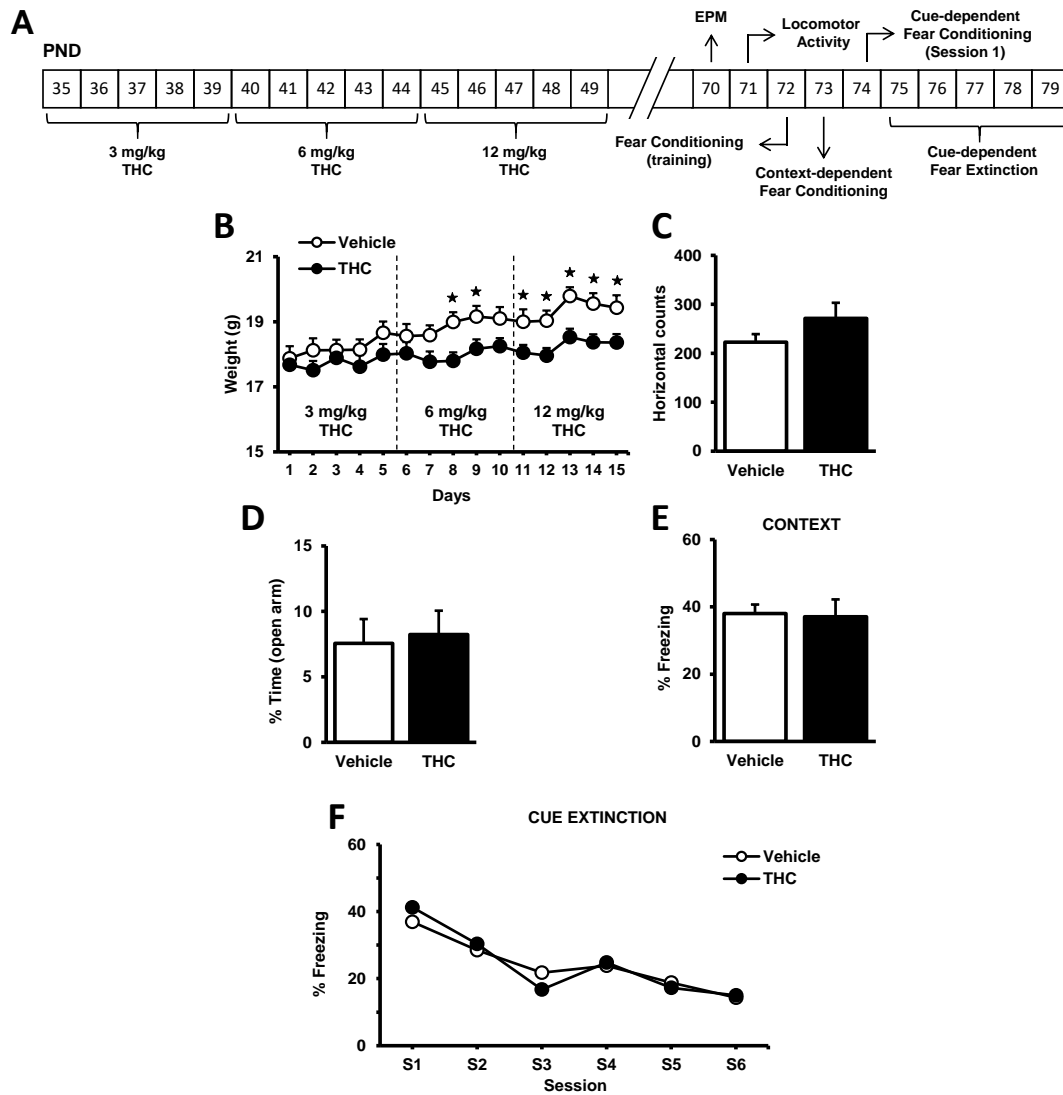 A
PND
EPM
Locomotor
Activity
Cue-dependent
Fear Conditioning
(Session 1)
35 36 37 38 39 40 41 42 43 44 45 46 47 48 49 70 71 72 73 74 75 76 77 78 79
3 mg/kg
THC
6 mg/kg
THC
12 mg/kg
THC
Fear Conditioning
(training)
Context-dependent
Fear Conditioning
Cue-dependent
Fear Extinction
B
Vehicle
THC
21
19
17
15
Weight (g)
3 mg/kg
THC
6 mg/kg
THC
12 mg/kg
THC
1 2 3 4 5 6 7 8 9 10 11 12 13 14 15
Days
C
400
300
200
100
0
Horizontal counts
Vehicle THC
D
15
10
5
0
% Time (open arm)
Vehicle THC
E
CONTEXT
60
40
20
0
% Freezing
Vehicle THC
F
CUE EXTINCTION
Vehicle
THC
60
40
20
0
% Freezing
S1 S2 S3 S4 S5 S6
Session